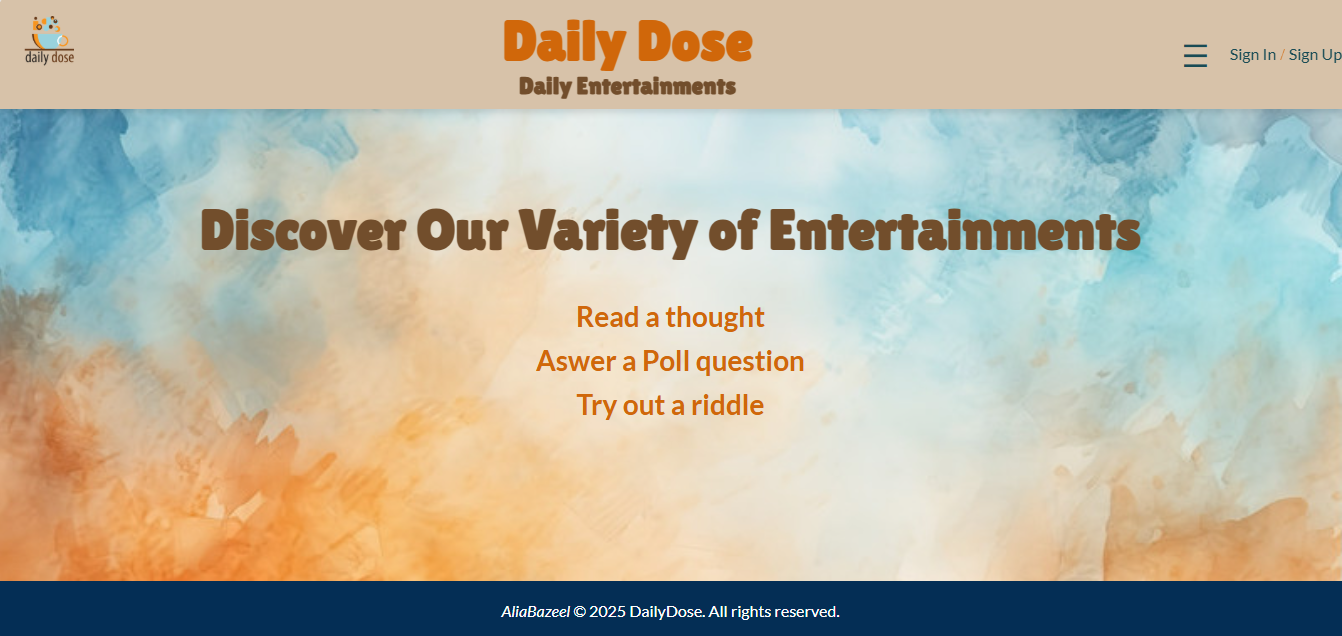 daily dose
Daily Dose
Daily Entertainments
Sign In / Sign Up
Discover Our Variety of Entertainments
Read a thought
Aswer a Poll question
Try out a riddle
AliaBazeel © 2025 DailyDose. All rights reserved.